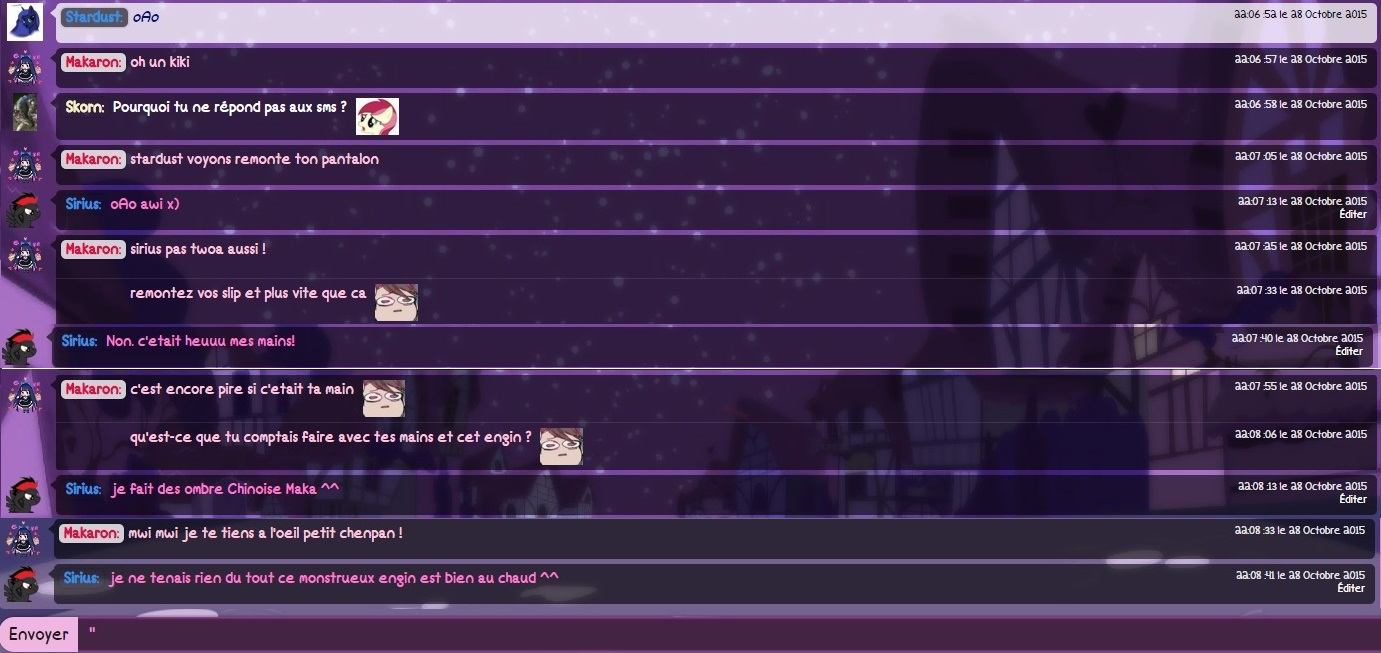 Stardust: oAo 22:06:52 le 28 Octobre 2015
Makaron: oh un kiki 22:06:57 le 28 Octobre 2015
Skorn: Pourquoi tu ne répond pas aux sms ? 22:06:58 le 28 Octobre 2015
Makaron: stardust voyons remonte ton pantalon 22:07:05 le 28 Octobre 2015
Sirius: oAo awi x) 22:07:13 le 28 Octobre 2015
Éditer
Makaron: sirius pas twoa aussi ! 22:07:25 le 28 Octobre 2015
remontez vos slip et plus vite que ca 22:07:33 le 28 Octobre 2015
Sirius: Non. c'etait heuuu mes mains! 22:07:40 le 28 Octobre 2015
Éditer
Makaron: c'est encore pire si c'etait ta main 22:07:55 le 28 Octobre 2015
qu'est-ce que tu comptais faire avec tes mains et cet engin ? 22:08:06 le 28 Octobre 2015
Sirius: je fait des ombre Chinoise Maka ^^ 22:08:13 le 28 Octobre 2015
Éditer
Makaron: mwi mwi je te tiens a l'oeil petit chenpan ! 22:08:33 le 28 Octobre 2015
Sirius: je ne tenais rien du tout ce monstrueux engin est bien au chaud ^^ 22:08:41 le 28 Octobre 2015
Éditer
Envoyer "